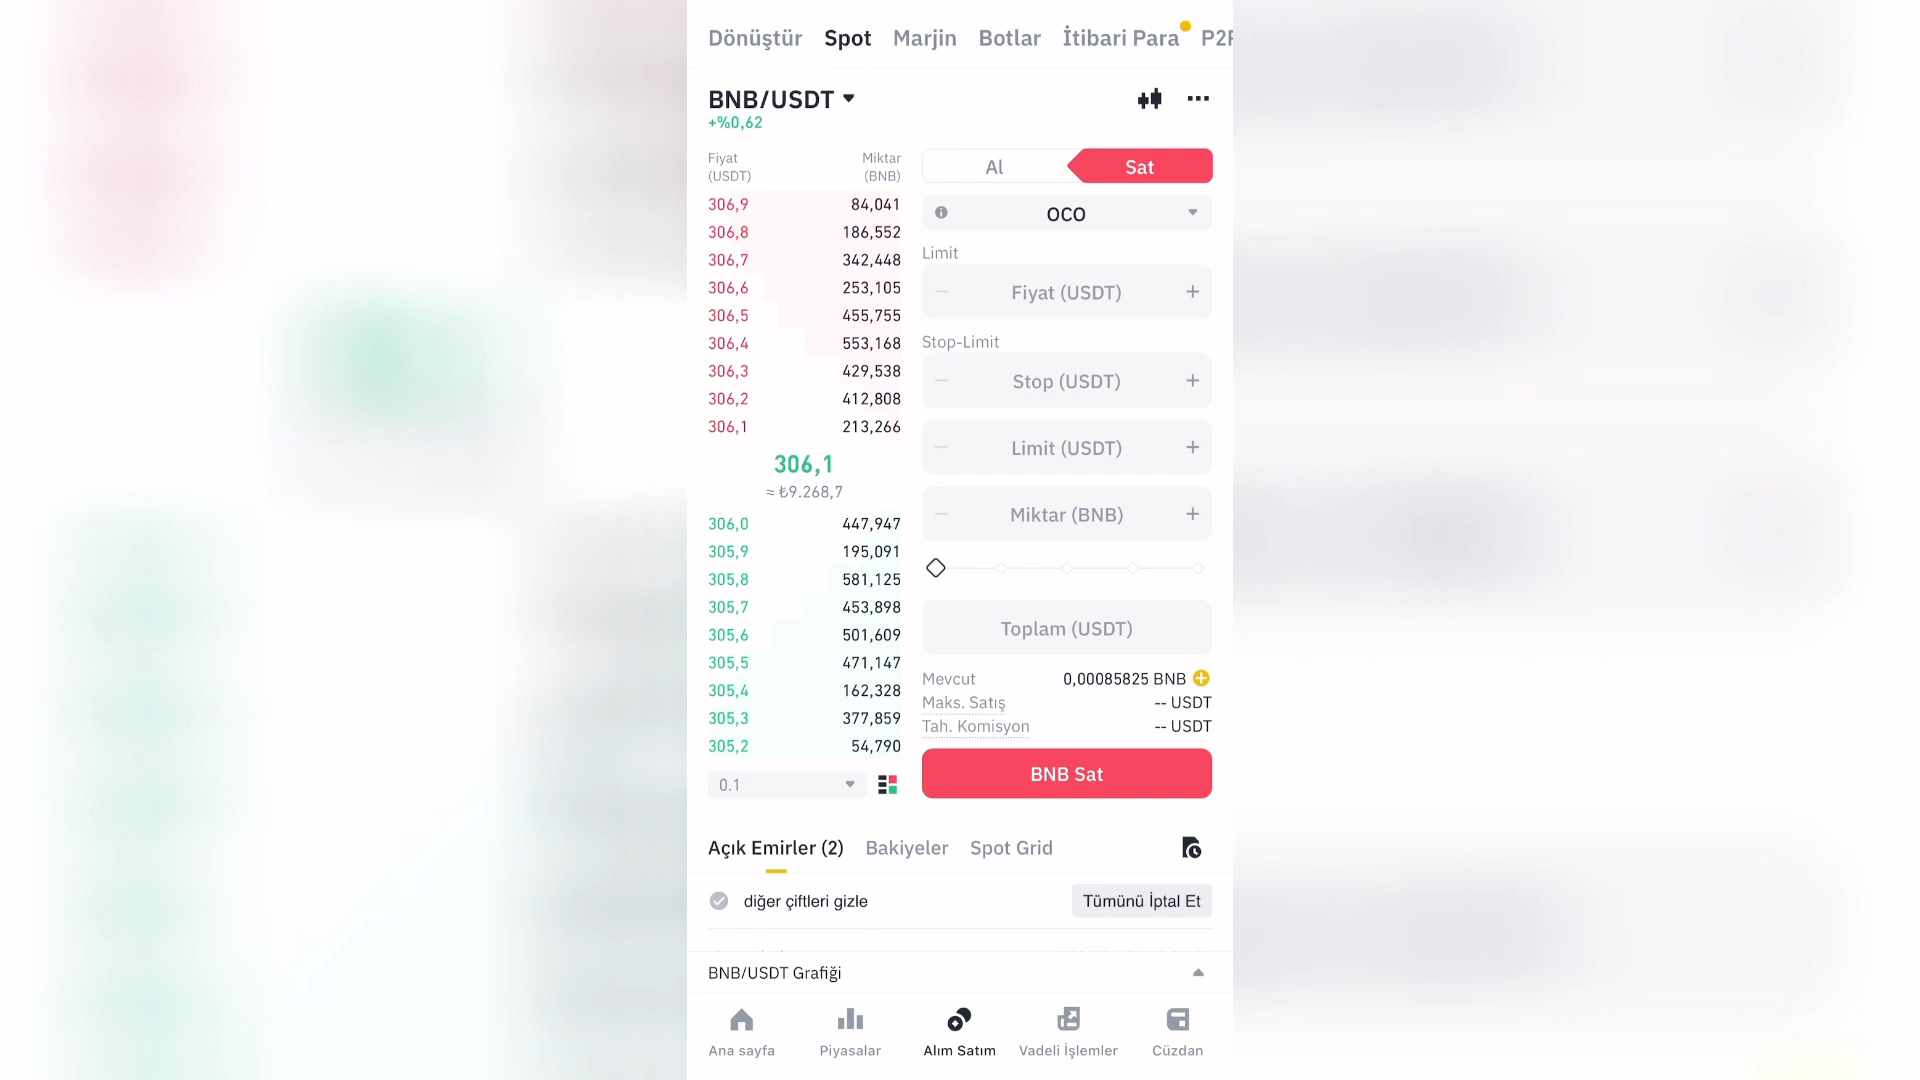 Dönüştür Spot Marjin Botlar İtibari Para P2P
BNB/USDT
+%0,62
Fiyat (USDT) Miktar (BNB)
306,9 84,041
306,8 186,552
306,7 342,448
306,6 253,105
306,5 455,755
306,4 553,168
306,3 429,538
306,2 412,808
306,1 213,266
306,1
≈ ₺9.268,7
306,0 447,947
305,9 195,091
305,8 581,125
305,7 453,898
305,6 501,609
305,5 471,147
305,4 162,328
305,3 377,859
305,2 54,790
0.1
Al Sat
OCO
Limit
Fiyat (USDT)
Stop-Limit
Stop (USDT)
Limit (USDT)
Miktar (BNB)
Toplam (USDT)
Mevcut 0,00085825 BNB
Maks. Satış -- USDT
Tah. Komisyon -- USDT
BNB Sat
Açık Emirler (2) Bakiyeler Spot Grid
diğer çiftleri gizle Tümünü İptal Et
BNB/USDT Grafiği
Ana sayfa Piyasalar Alım Satım Vadeli İşlemler Cüzdan